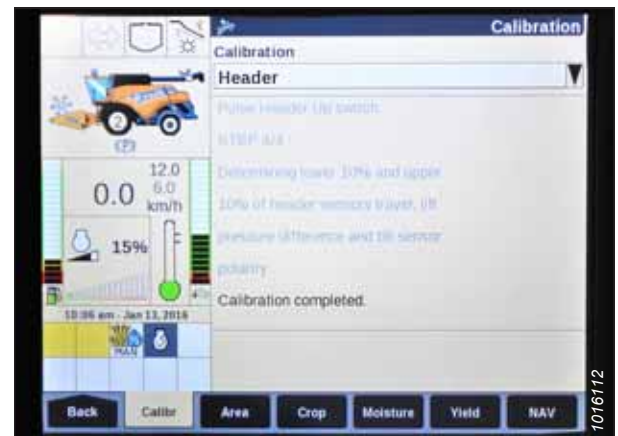 Calibration
Calibration
Header
Pulse Header Up switch
STEP 4/4
Determining lower 10% and upper
10% of header sensors travel, lift
pressure difference and tilt sensor
polarity
Calibration completed.
2
(P)
12.0
0.0
6.0
km/h
15%
10:06 am - Jan 13, 2016
MAN
Back
Calibr
Area
Crop
Moisture
Yield
NAV
1016112